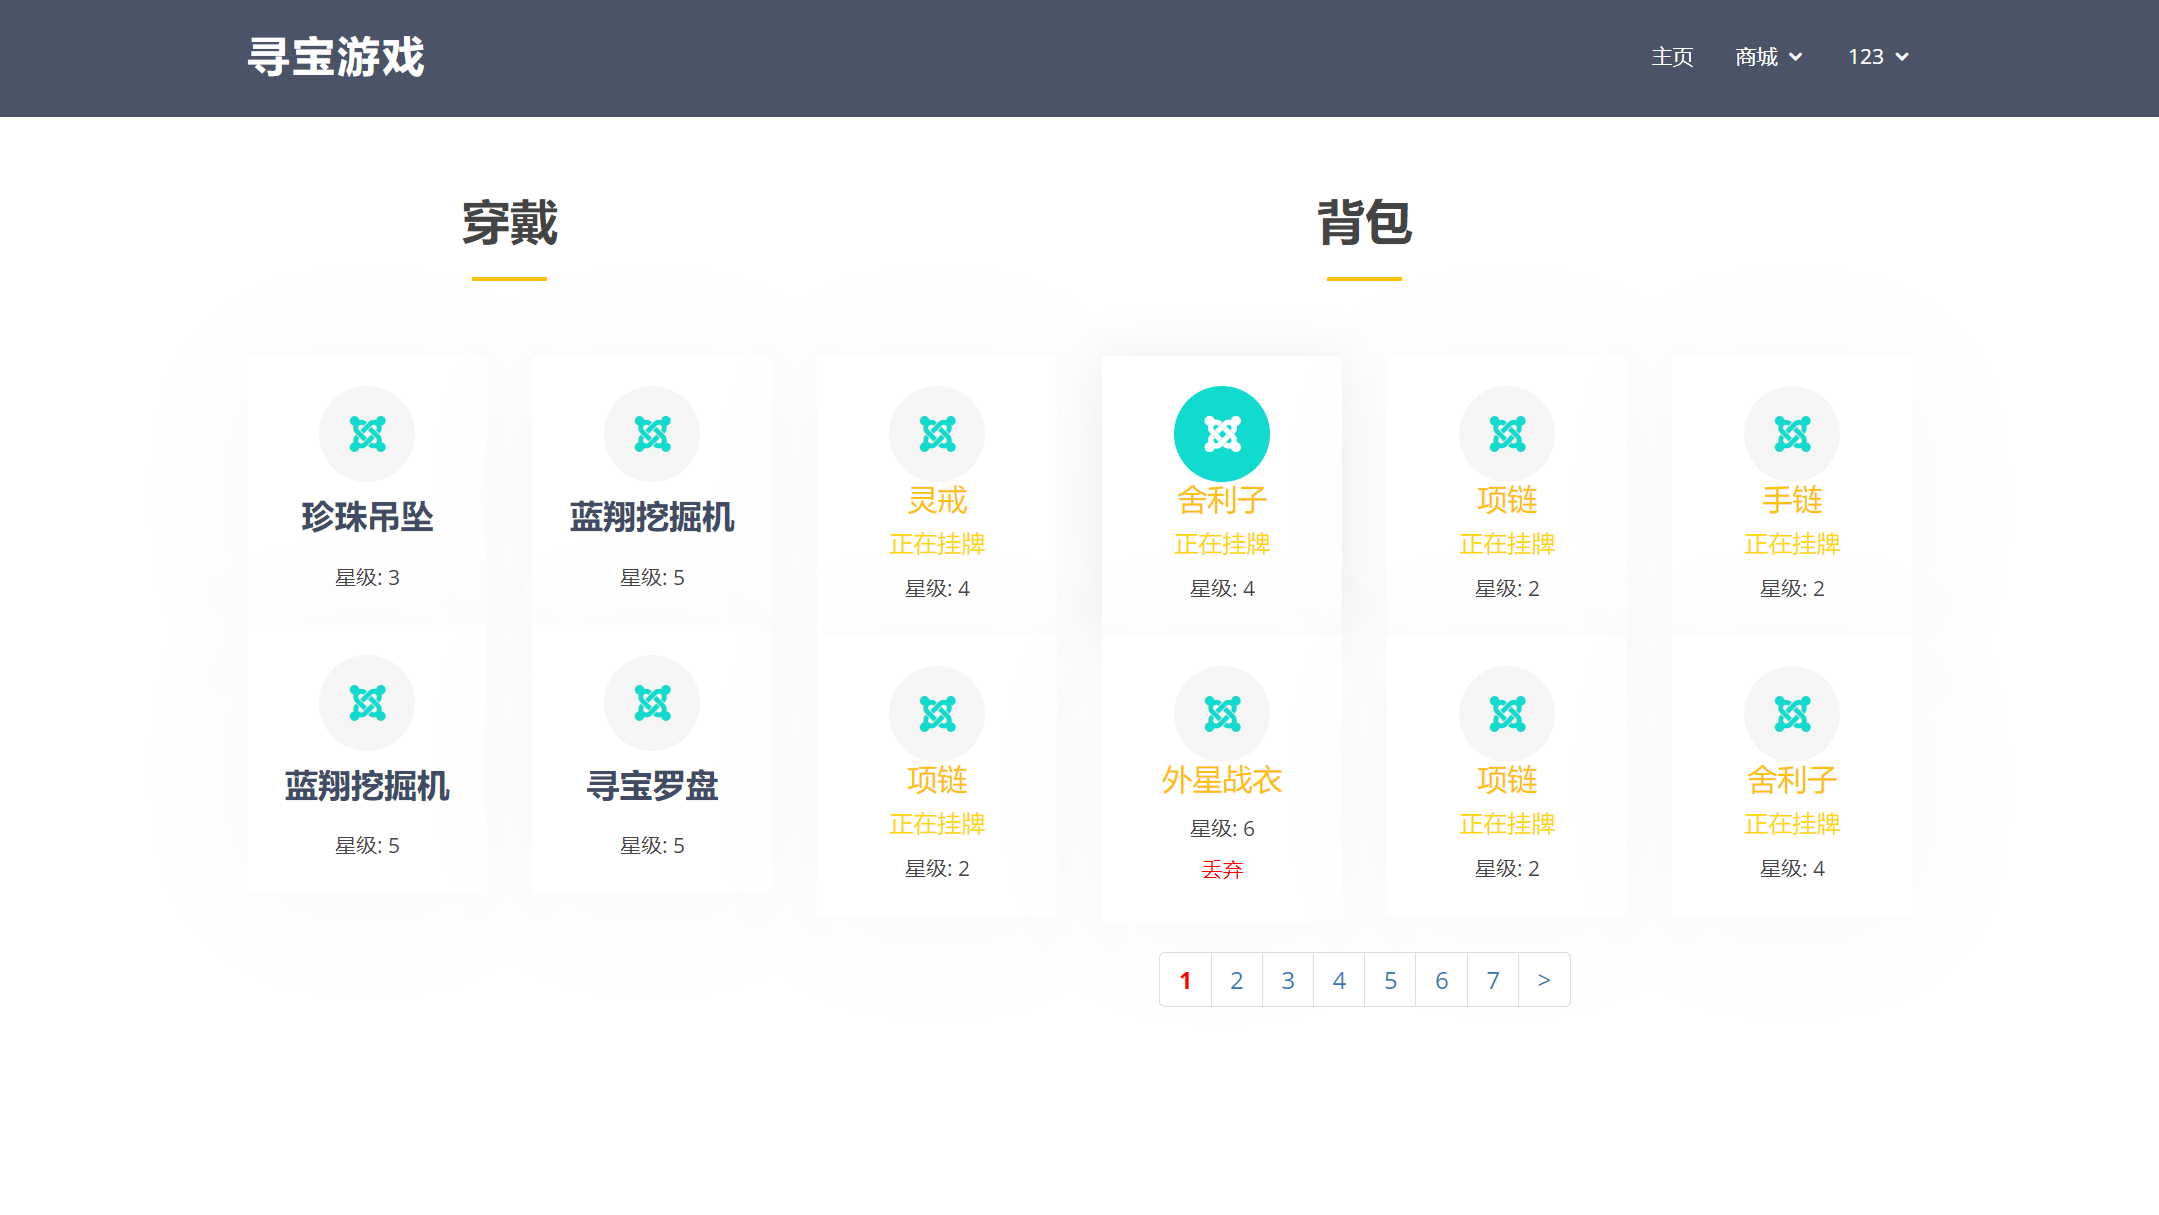 寻宝游戏
主页 商城 123
穿戴
珍珠吊坠
星级: 3
蓝翔挖掘机
星级: 5
蓝翔挖掘机
星级: 5
寻宝罗盘
星级: 5
背包
灵戒
正在挂牌
星级: 4
舍利子
正在挂牌
星级: 4
项链
正在挂牌
星级: 2
手链
正在挂牌
星级: 2
项链
正在挂牌
星级: 2
外星战衣
星级: 6
丢弃
项链
正在挂牌
星级: 2
舍利子
正在挂牌
星级: 4
1 2 3 4 5 6 7 >